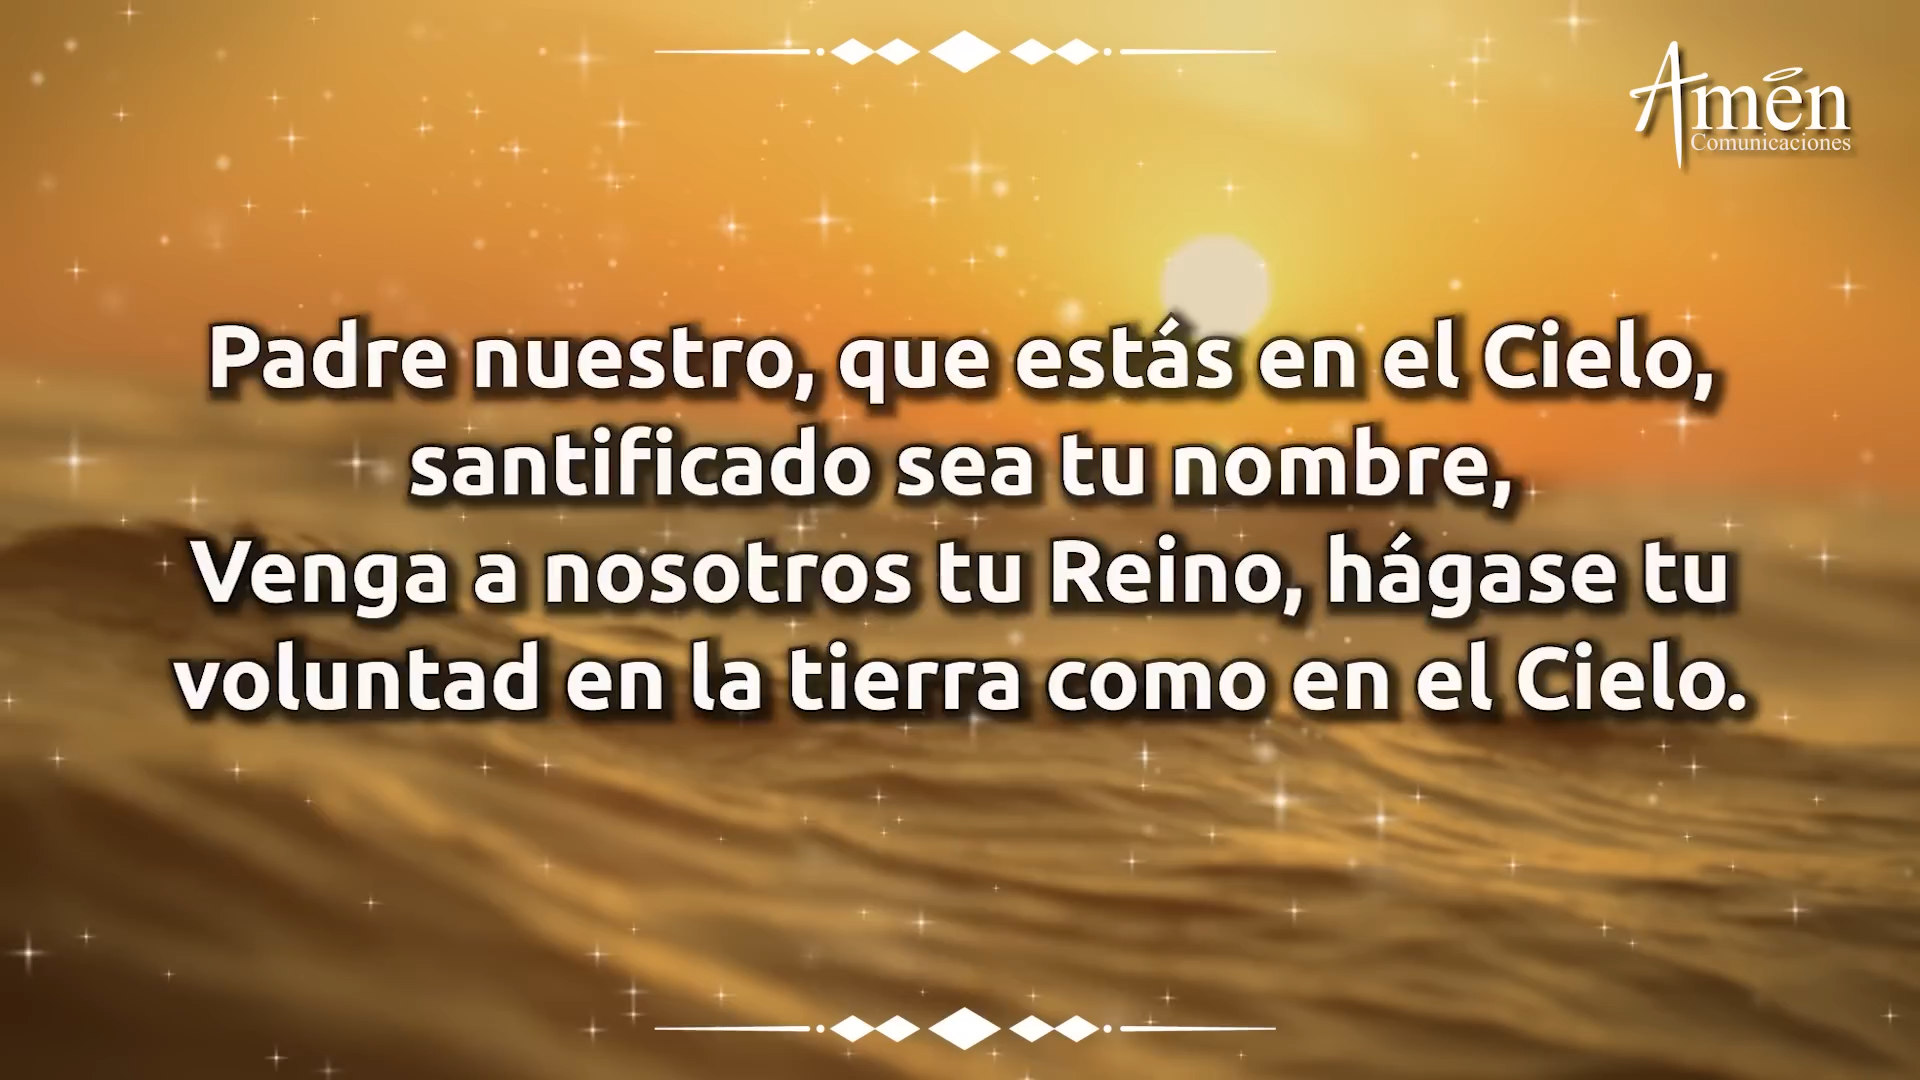 Amén
Comunicaciones
Padre nuestro, que estás en el Cielo,
santificado sea tu nombre,
Venga a nosotros tu Reino, hágase tu
voluntad en la tierra como en el Cielo.